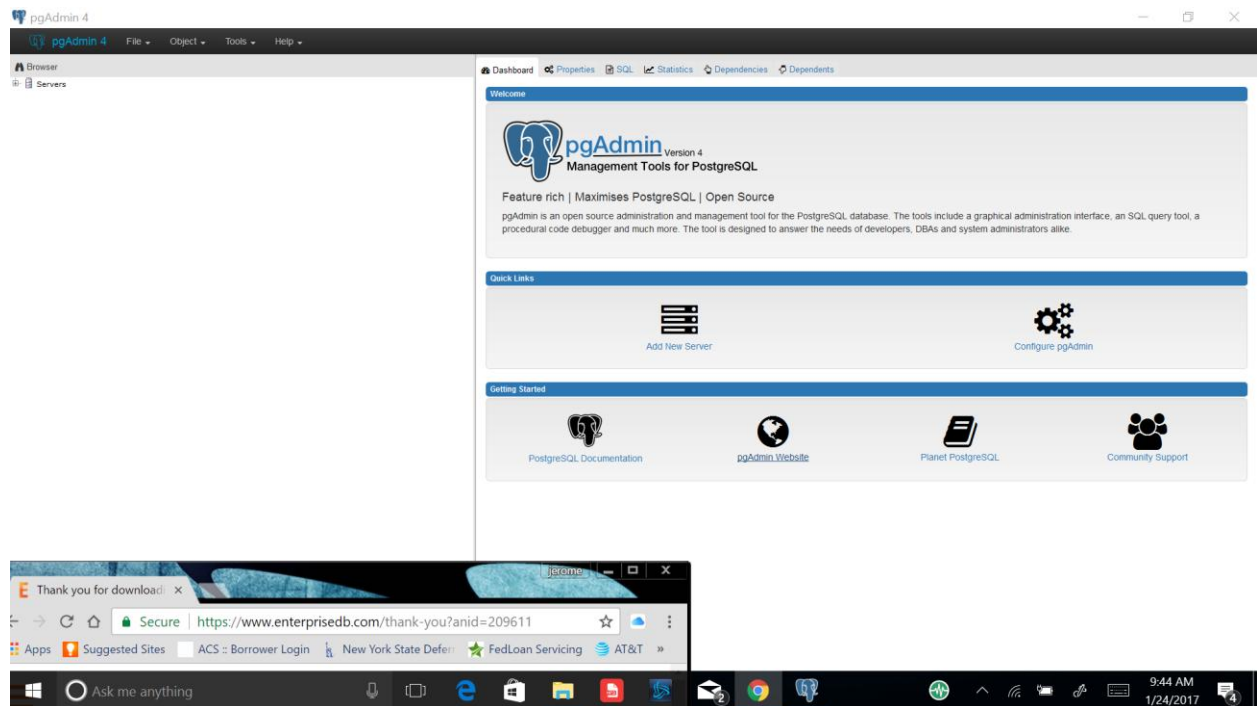 pgAdmin 4
pgAdmin 4 File Object Tools Help
Browser
Servers
Dashboard Properties SQL Statistics Dependencies Dependents
Welcome
pgAdmin Version 4
Management Tools for PostgreSQL
Feature rich | Maximises PostgreSQL | Open Source
pgAdmin is an open source administration and management tool for the PostgreSQL database. The tools include a graphical administration interface, an SQL query tool, a
procedural code debugger and much more. The tool is designed to answer the needs of developers, DBAs and system administrators alike.
Quick Links
Add New Server Configure pgAdmin
Getting Started
PostgreSQL Documentation pgAdmin Website Planet PostgreSQL Community Support
jerome
Thank you for downloadi
Secure https://www.enterprisedb.com/thank-you?anid=209611
Apps Suggested Sites ACS :: Borrower Login New York State Defer FedLoan Servicing AT&T »
Ask me anything 2 9:44 AM
1/24/2017 4